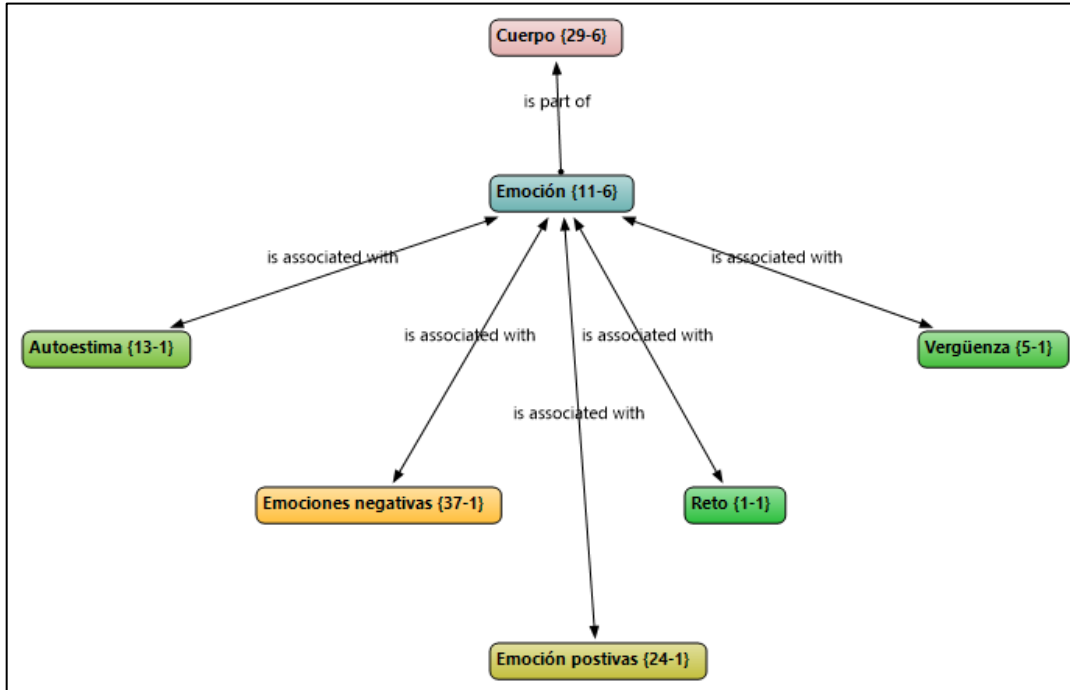 Cuerpo {29-6}
is part of
Emoción {11-6}
is associated with
is associated with
Autoestima {13-1}
is associated with
is associated with
Vergüenza {5-1}
is associated with
Emociones negativas {37-1}
Reto {1-1}
Emoción postivas {24-1}